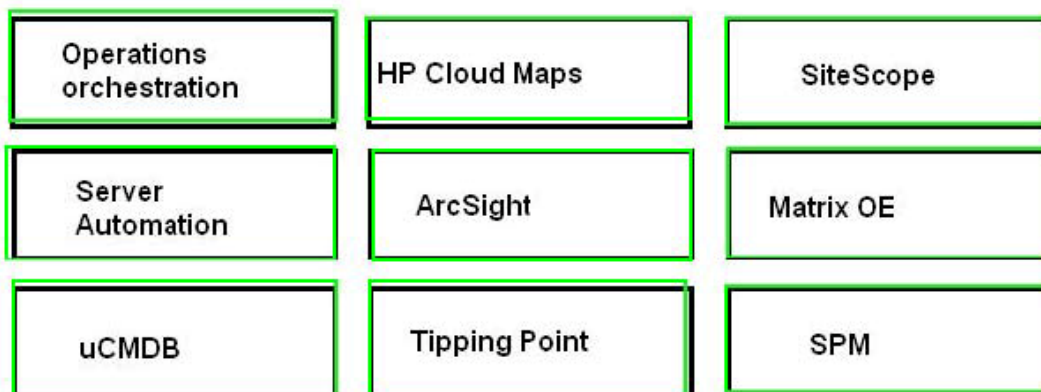 Operations
orchestration
HP Cloud Maps
SiteScope
Server
Automation
ArcSight
Matrix OE
uCMDB
Tipping Point
SPM